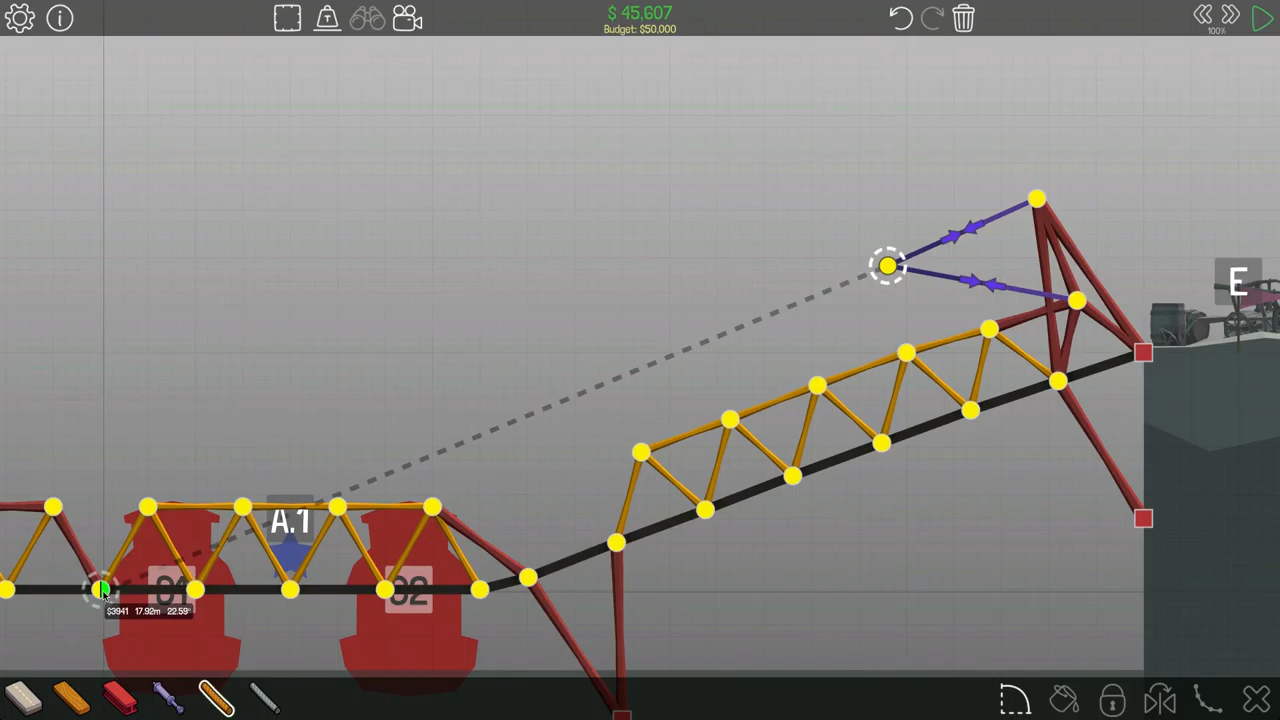 $ 45,607
Budget: $50,000
100%
E
A.1
01
02
$3941 17.92m 22.59°